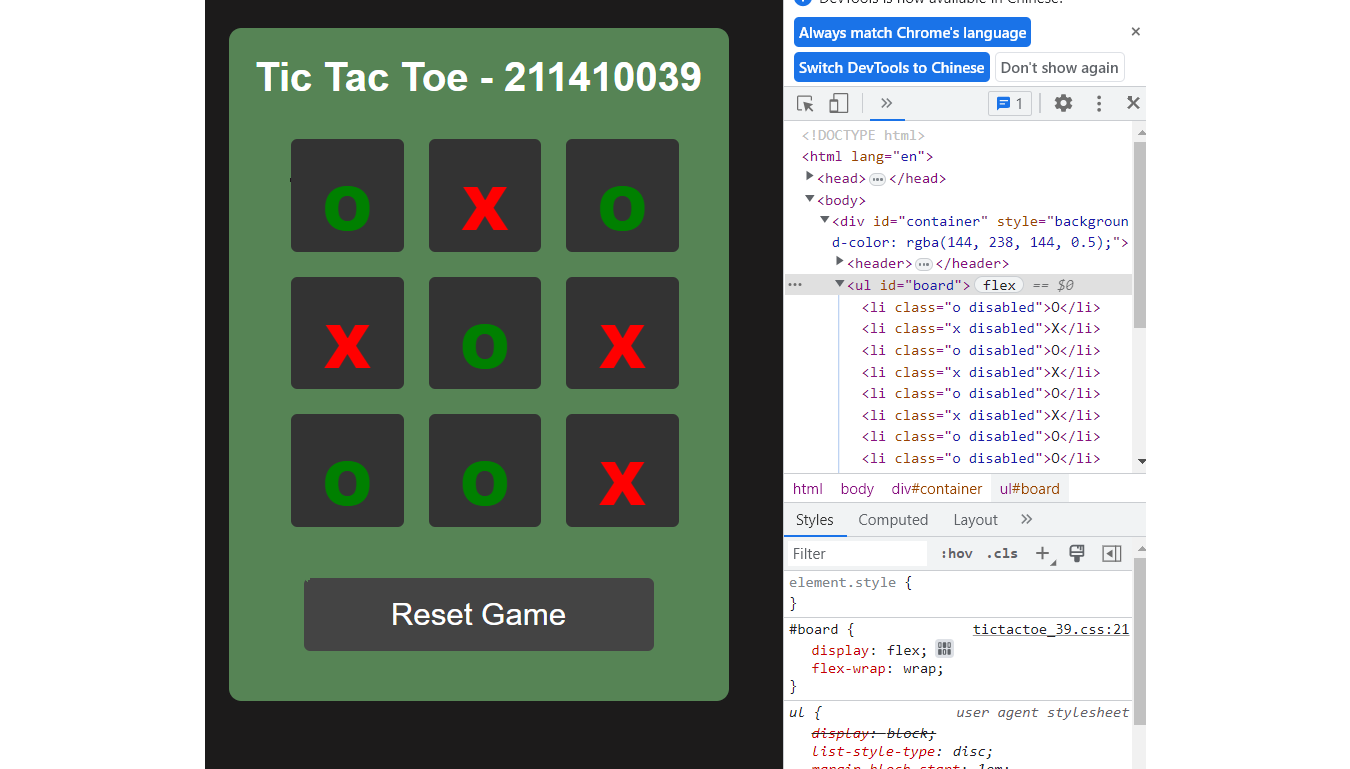 DevTools is now available in Chinese!
Always match Chrome's language
Switch DevTools to Chinese Don't show again
Tic Tac Toe - 211410039
O X O
X O X
O O X
Reset Game
1
<!DOCTYPE html>
<html lang="en">
<head> ••• </head>
<body>
<div id="container" style="backgroun
d-color: rgba(144, 238, 144, 0.5);">
<header> ••• </header>
••• <ul id="board"> flex == $0
<li class="o disabled">O</li>
<li class="x disabled">X</li>
<li class="o disabled">O</li>
<li class="x disabled">X</li>
<li class="o disabled">O</li>
<li class="x disabled">X</li>
<li class="o disabled">O</li>
<li class="o disabled">O</li>
html body div#container ul#board
Styles Computed Layout
Filter :hov .cls +
element.style {
}
#board { tictactoe_39.css:21
display: flex;
flex-wrap: wrap;
}
ul { user agent stylesheet
display: block;
list-style-type: disc;
margin-block-start: 1em;